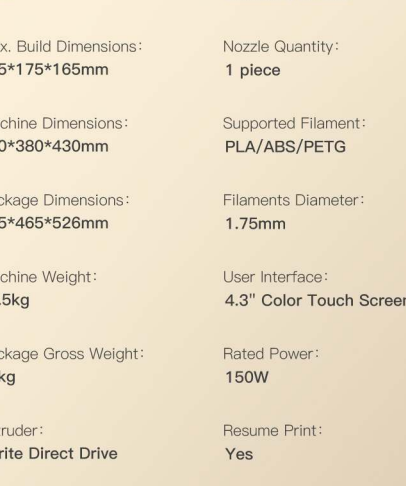 x. Build Dimensions:
5*175*165mm
chine Dimensions:
0*380*430mm
ckage Dimensions:
5*465*526mm
chine Weight:
.5kg
ckage Gross Weight:
kg
truder:
rite Direct Drive
Nozzle Quantity:
1 piece
Supported Filament:
PLA/ABS/PETG
Filaments Diameter:
1.75mm
User Interface:
4.3" Color Touch Screen
Rated Power:
150W
Resume Print:
Yes